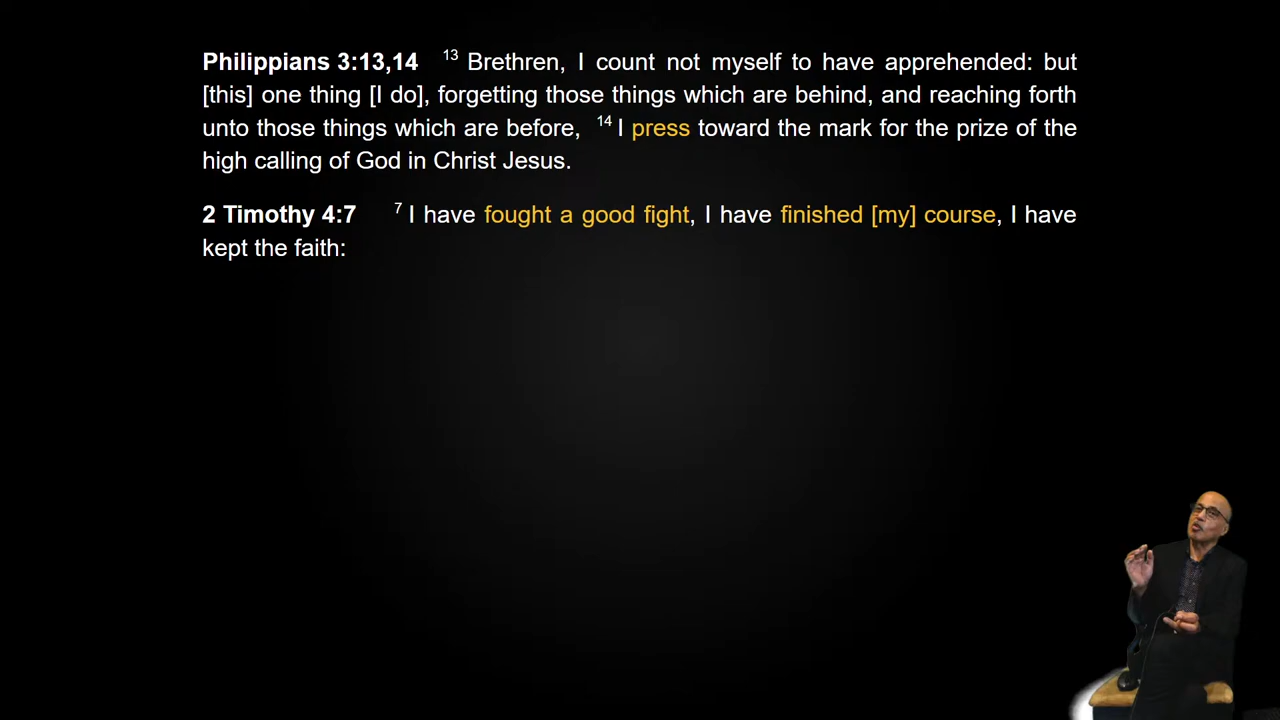 Philippians 3:13,14 13 Brethren, I count not myself to have apprehended: but
[this] one thing [I do], forgetting those things which are behind, and reaching forth
unto those things which are before, 14 I press toward the mark for the prize of the
high calling of God in Christ Jesus.
2 Timothy 4:7 7 I have fought a good fight, I have finished [my] course, I have
kept the faith: